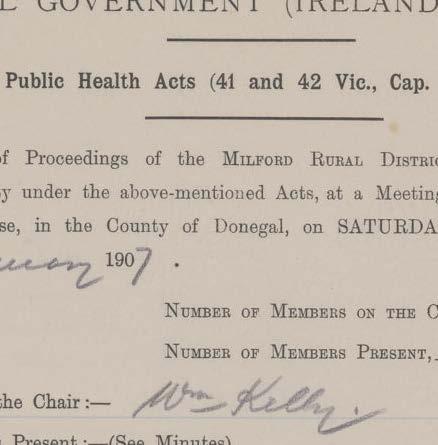 L GOVERNMENT (IRELAND
Public Health Acts (41 and 42 Vic., Cap.
of Proceedings of the MILFORD RURAL DISTRIC
y under the above-mentioned Acts, at a Meeting
se, in the County of Donegal, on SATURDA
nuary 1907 .
NUMBER OF MEMBERS ON THE C
NUMBER OF MEMBERS PRESENT,
the Chair:— Wm Kelly.
Present:—(See Minutes)